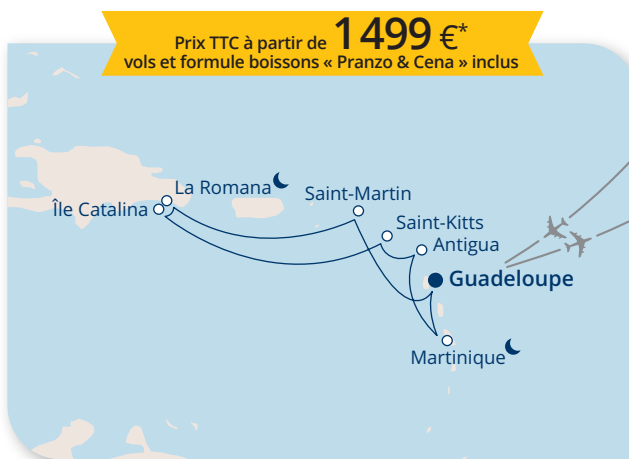 Prix TTC à partir de 1 499 €*
vols et formule boissons « Pranzo & Cena » inclus
La Romana
Île Catalina
Saint-Martin
Saint-Kitts
Antigua
Guadeloupe
Martinique